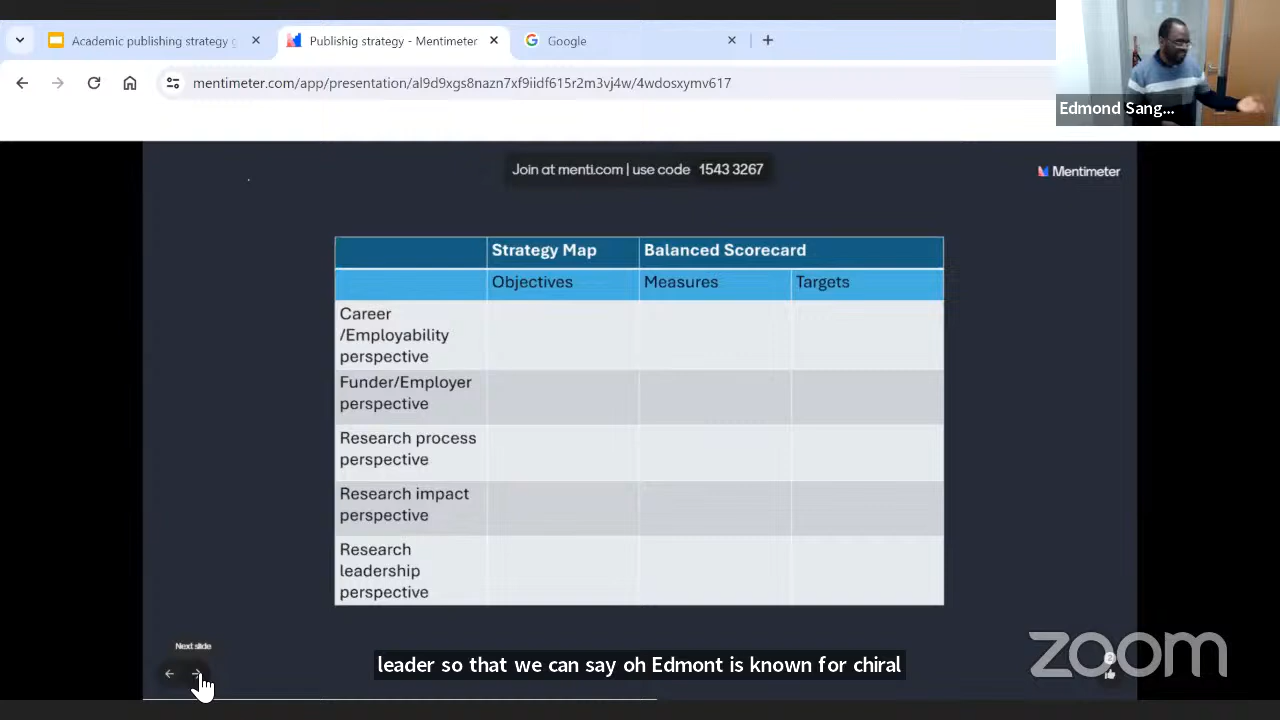 Academic publishing strategy g
Publishig strategy - Mentimeter
Google
mentimeter.com/app/presentation/al9d9xgs8nazn7xf9iidf615r2m3vj4w/4wdosxymv617
Edmond Sang...
Join at menti.com | use code 1543 3267
Mentimeter
Strategy Map Balanced Scorecard
Objectives Measures Targets
Career
/Employability
perspective
Funder/Employer
perspective
Research process
perspective
Research impact
perspective
Research
leadership
perspective
Next slide
leader so that we can say oh Edmont is known for chiral
zoom